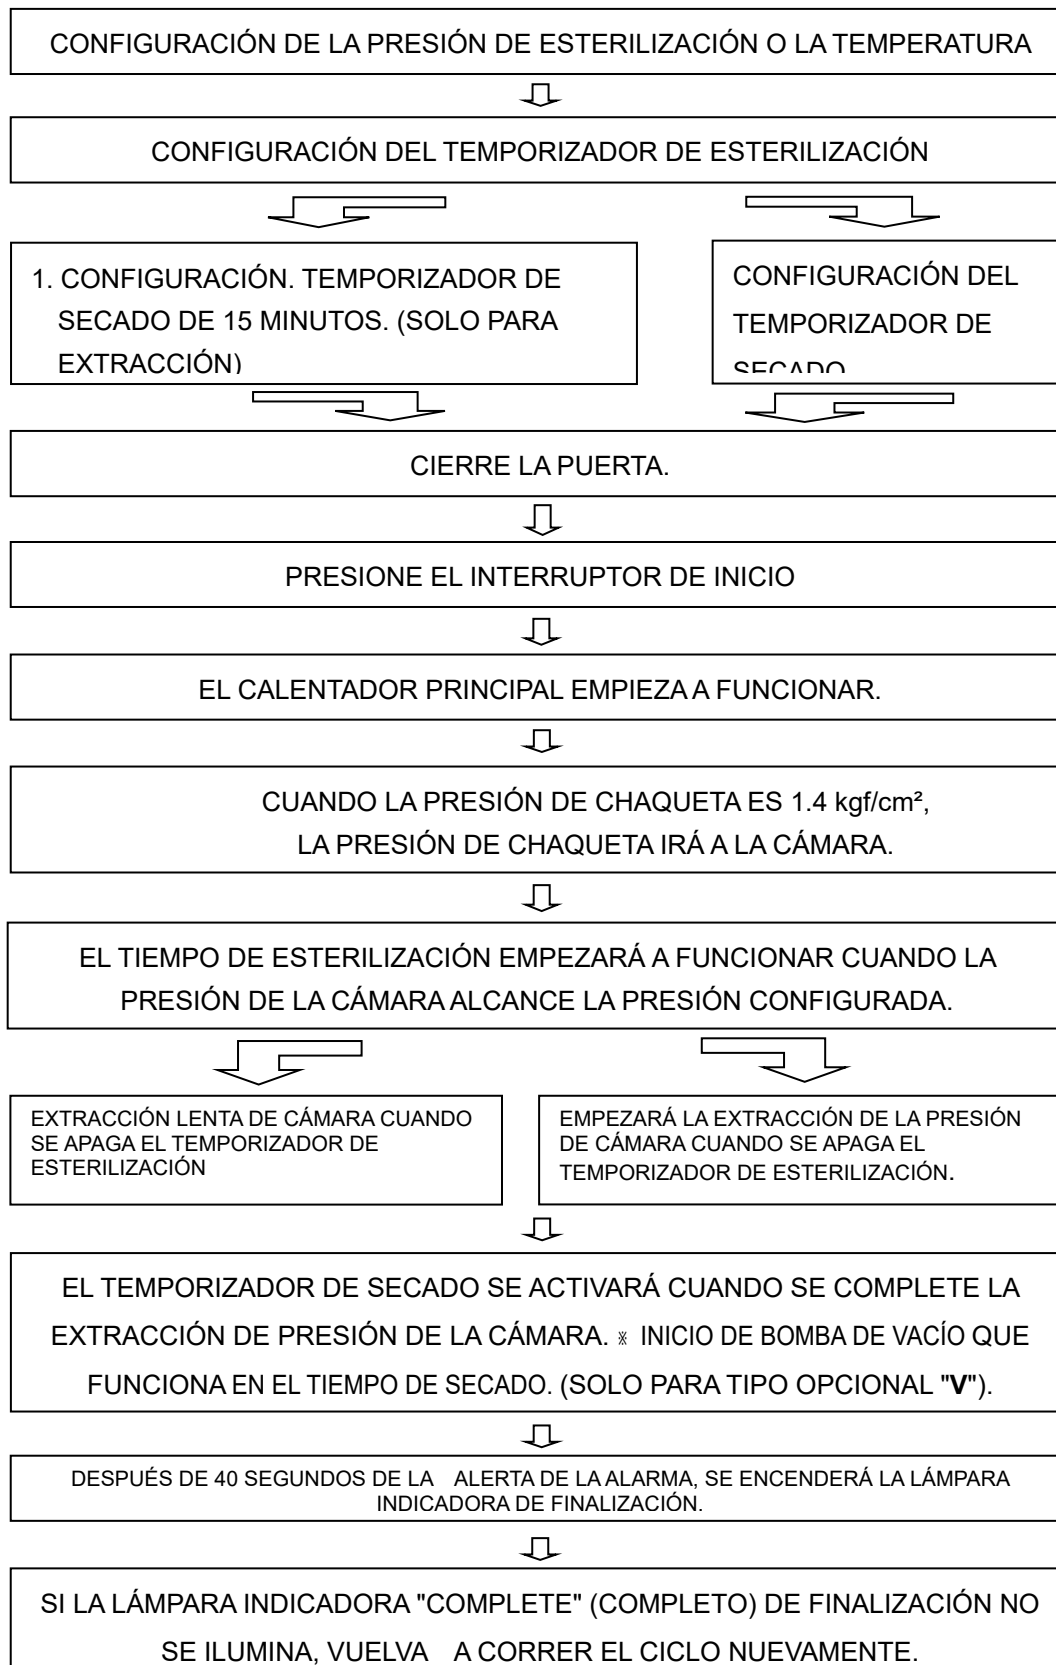 CONFIGURACIÓN DE LA PRESIÓN DE ESTERILIZACIÓN O LA TEMPERATURA
CONFIGURACIÓN DEL TEMPORIZADOR DE ESTERILIZACIÓN
1. CONFIGURACIÓN. TEMPORIZADOR DE
SECADO DE 15 MINUTOS. (SOLO PARA
EXTRACCIÓN)
CONFIGURACIÓN DEL
TEMPORIZADOR DE
SECADO
CIERRE LA PUERTA.
PRESIONE EL INTERRUPTOR DE INICIO
EL CALENTADOR PRINCIPAL EMPIEZA A FUNCIONAR.
CUANDO LA PRESIÓN DE CHAQUETA ES 1.4 kgf/cm²,
LA PRESIÓN DE CHAQUETA IRÁ A LA CÁMARA.
EL TIEMPO DE ESTERILIZACIÓN EMPEZARÁ A FUNCIONAR CUANDO LA
PRESIÓN DE LA CÁMARA ALCANCE LA PRESIÓN CONFIGURADA.
EXTRACCIÓN LENTA DE CÁMARA CUANDO
SE APAGA EL TEMPORIZADOR DE
ESTERILIZACIÓN
EMPEZARÁ LA EXTRACCIÓN DE LA PRESIÓN
DE CÁMARA CUANDO SE APAGA EL
TEMPORIZADOR DE ESTERILIZACIÓN.
EL TEMPORIZADOR DE SECADO SE ACTIVARÁ CUANDO SE COMPLETE LA
EXTRACCIÓN DE PRESIÓN DE LA CÁMARA. ※ INICIO DE BOMBA DE VACÍO QUE
FUNCIONA EN EL TIEMPO DE SECADO. (SOLO PARA TIPO OPCIONAL "V").
DESPUÉS DE 40 SEGUNDOS DE LA ALERTA DE LA ALARMA, SE ENCENDERÁ LA LÁMPARA
INDICADORA DE FINALIZACIÓN.
SI LA LÁMPARA INDICADORA "COMPLETE" (COMPLETO) DE FINALIZACIÓN NO
SE ILUMINA, VUELVA A CORRER EL CICLO NUEVAMENTE.